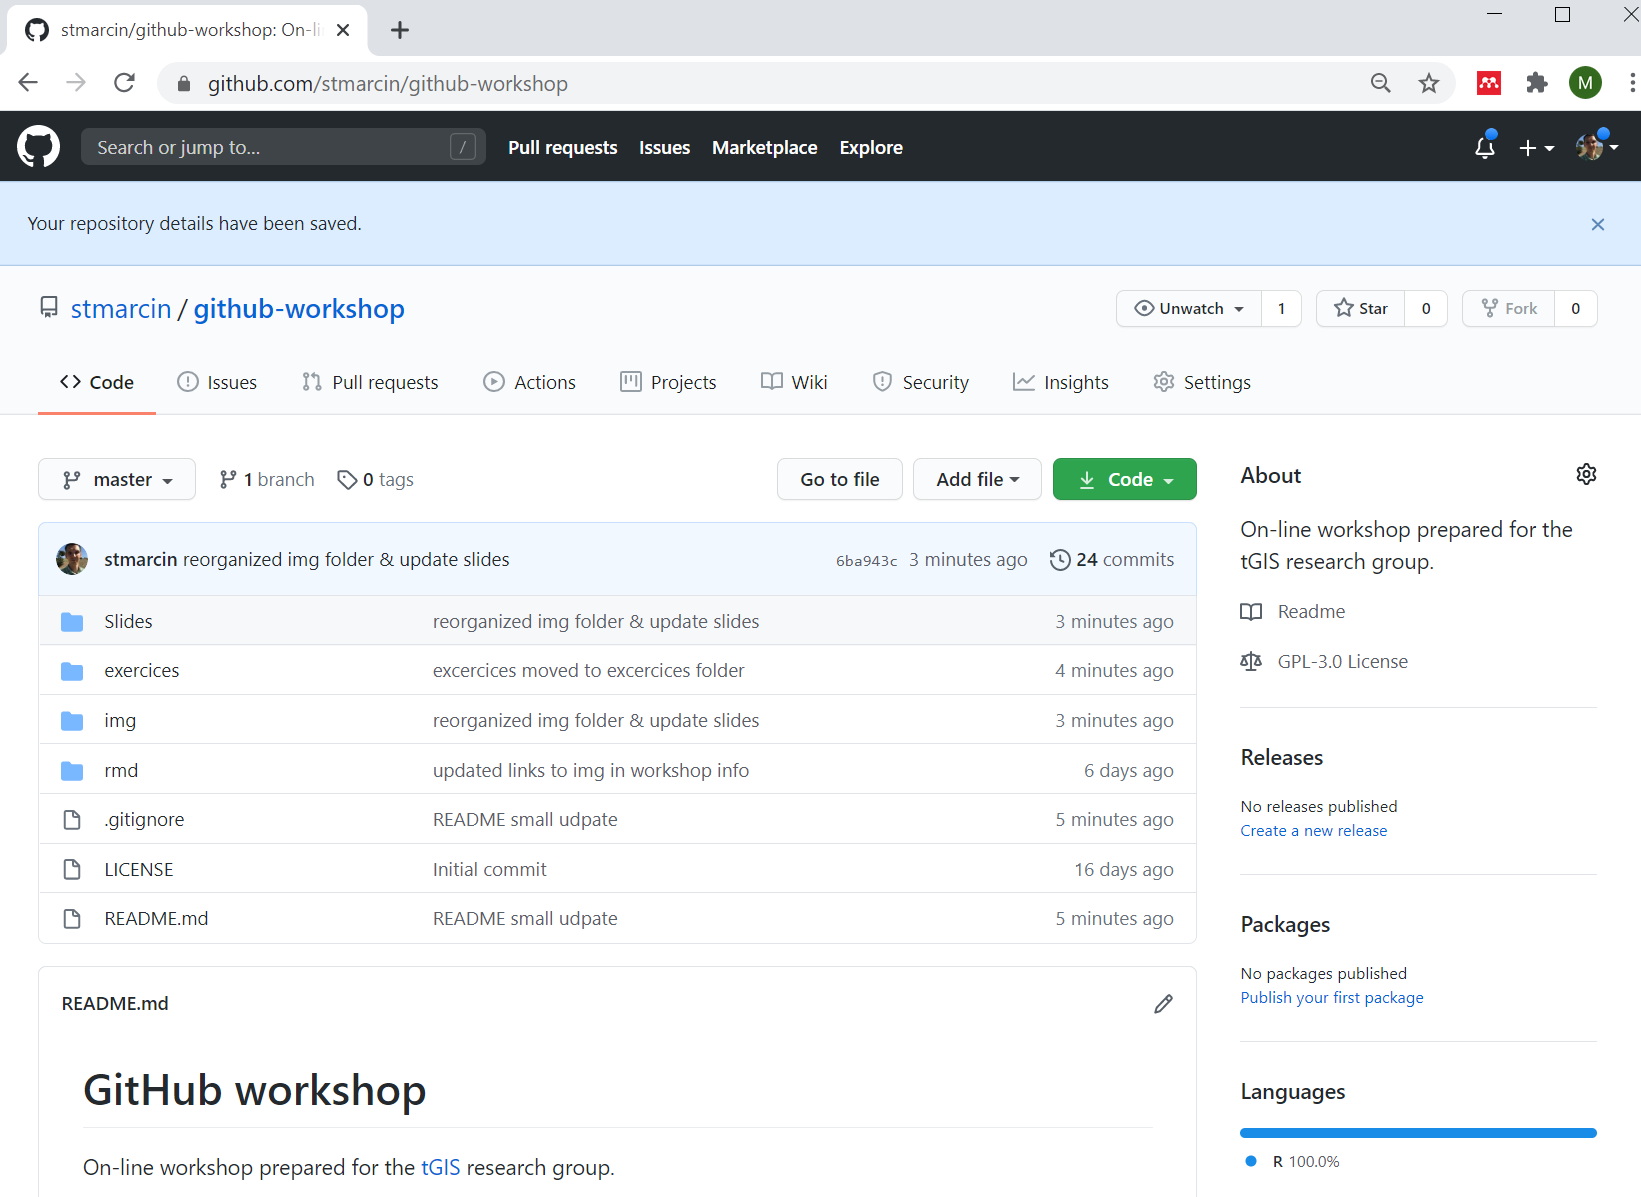 stmarcin/github-workshop: On-li
github.com/stmarcin/github-workshop
M
Search or jump to... /
Pull requests Issues Marketplace Explore
Your repository details have been saved.
stmarcin / github-workshop
Unwatch 1 Star 0 Fork 0
Code Issues Pull requests Actions Projects Wiki Security Insights Settings
master 1 branch 0 tags Go to file Add file Code
stmarcin reorganized img folder & update slides 6ba943c 3 minutes ago 24 commits
Slides reorganized img folder & update slides 3 minutes ago
exercices excercices moved to excercices folder 4 minutes ago
img reorganized img folder & update slides 3 minutes ago
rmd updated links to img in workshop info 6 days ago
.gitignore README small udpate 5 minutes ago
LICENSE Initial commit 16 days ago
README.md README small udpate 5 minutes ago
README.md
GitHub workshop
On-line workshop prepared for the tGIS research group.
About
On-line workshop prepared for the
tGIS research group.
Readme
GPL-3.0 License
Releases
No releases published
Create a new release
Packages
No packages published
Publish your first package
Languages
R 100.0%